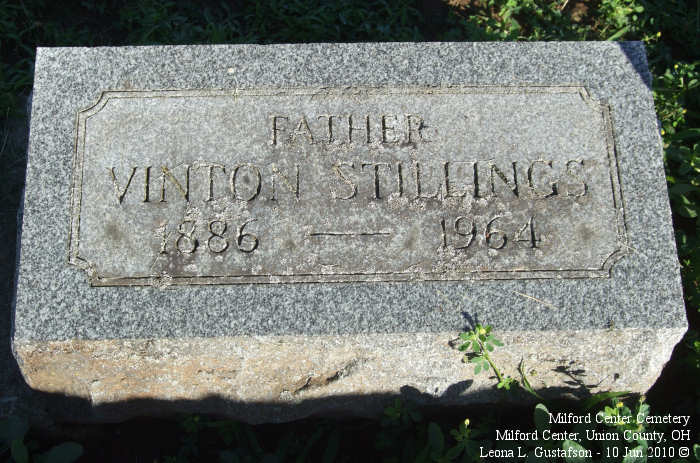 FATHER
VINTON STILLINGS
1886 — 1964
Milford Center Cemetery
Milford Center, Union County, OH
Leona L. Gustafson - 10 Jun 2010 ©